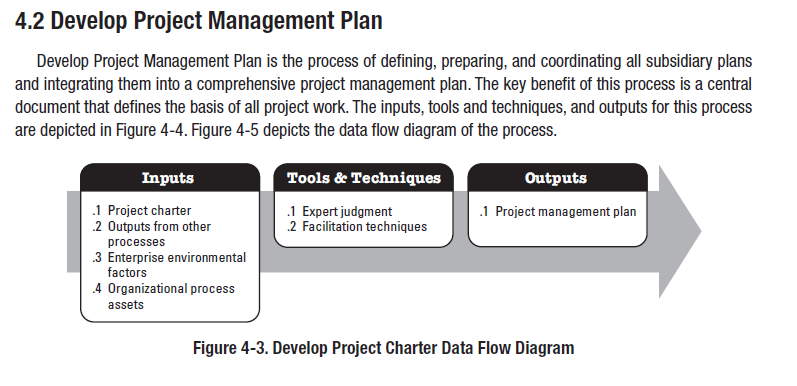 4.2 Develop Project Management Plan
Develop Project Management Plan is the process of defining, preparing, and coordinating all subsidiary plans
and integrating them into a comprehensive project management plan. The key benefit of this process is a central
document that defines the basis of all project work. The inputs, tools and techniques, and outputs for this process
are depicted in Figure 4-4. Figure 4-5 depicts the data flow diagram of the process.
Inputs
.1 Project charter
.2 Outputs from other
processes
.3 Enterprise environmental
factors
.4 Organizational process
assets
Tools & Techniques
.1 Expert judgment
.2 Facilitation techniques
Outputs
.1 Project management plan
Figure 4-3. Develop Project Charter Data Flow Diagram